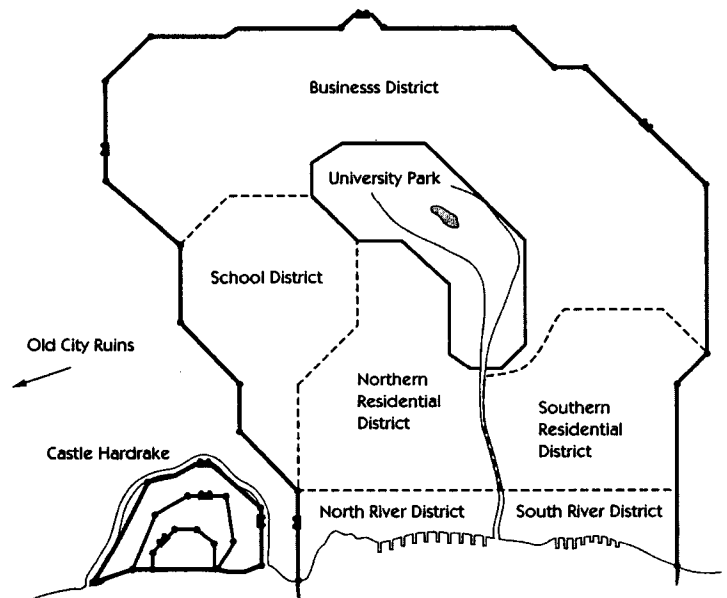 Businesss District
University Park
School District
Old City Ruins
Northern
Residential
District
Southern
Residential
District
Castle Hardrake
North River District
South River District